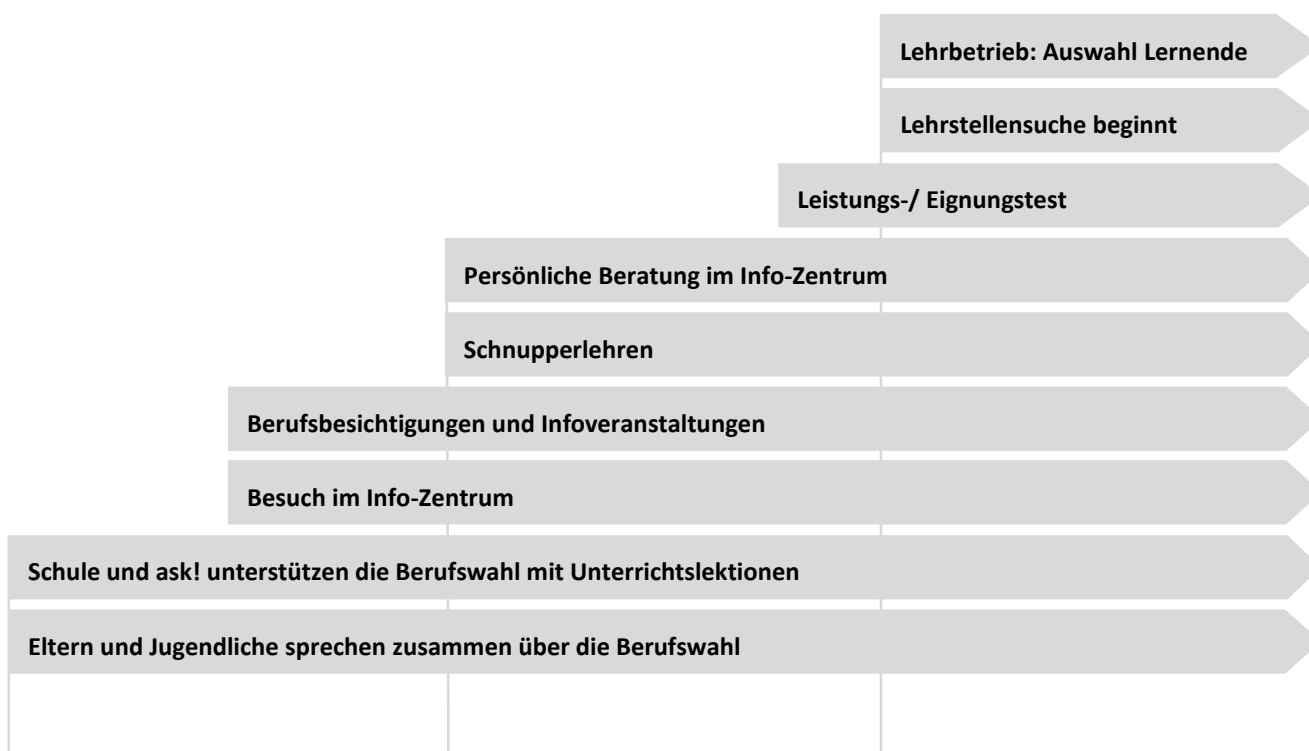 Lehrbetrieb: Auswahl Lernende
Lehrstellensuche beginnt
Leistungs-/ Eignungstest
Persönliche Beratung im Info-Zentrum
Schnupperlehren
Berufsbesichtigungen und Infoveranstaltungen
Besuch im Info-Zentrum
Schule und ask! unterstützen die Berufswahl mit Unterrichtslektionen
Eltern und Jugendliche sprechen zusammen über die Berufswahl